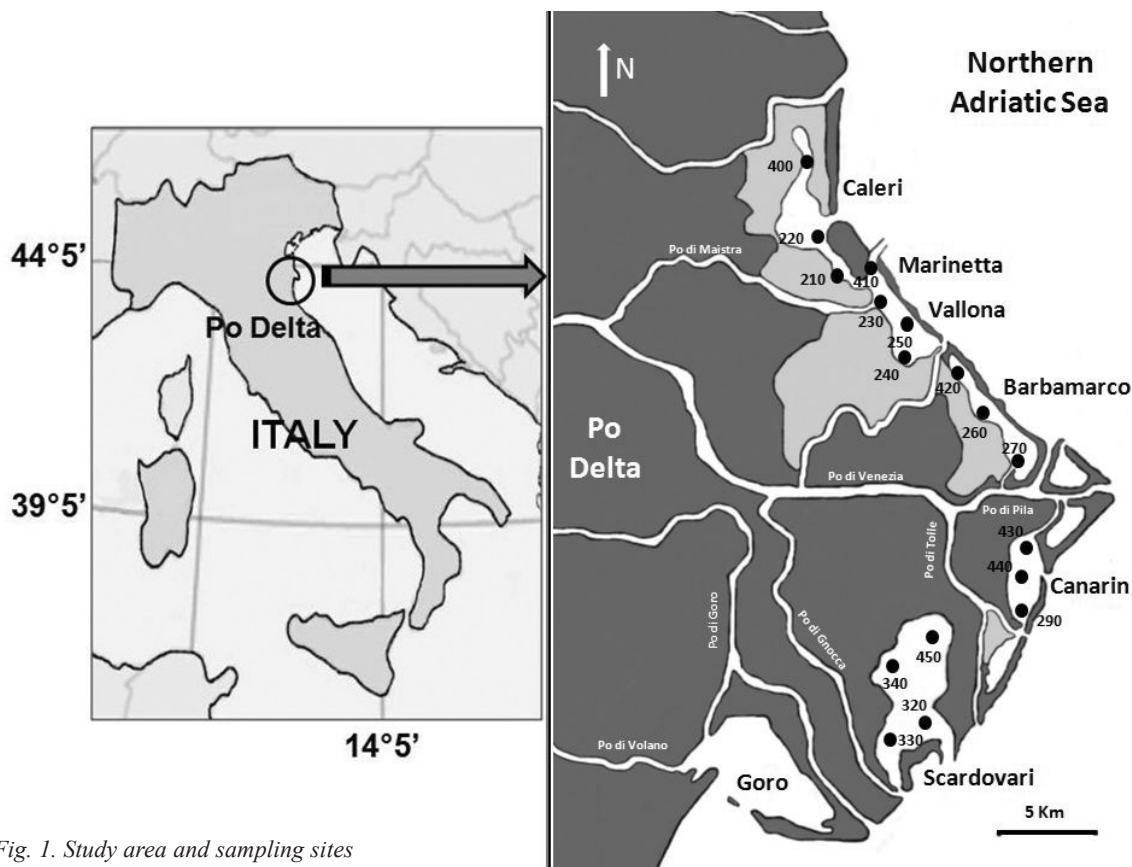 44°5’
39°5’
14°5’
Po Delta
ITALY
N
Northern
Adriatic Sea
400
Caleri
220
Po di Maistra
210
410
Marinetta
230
Vallona
250
240
420
Barbamarco
260
270
Po
Delta
Po di Venezia
Po di Pila
430
Po di Tolle
440
Canarin
290
Po di Goro
Po di Gnocca
450
340
320
330
Po di Volano
Goro
Scardovari
5 Km
Fig. 1. Study area and sampling sites